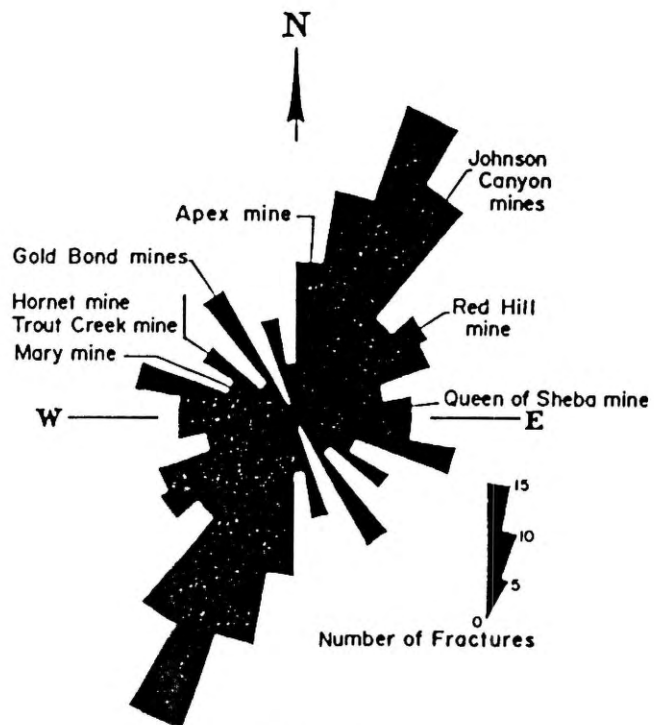 N
Johnson
Canyon
mines
Apex mine
Gold Bond mines
Hornet mine
Trout Creek mine
Mary mine
Red Hill
mine
Queen of Sheba mine
W
E
15
10
5
0
Number of Fractures